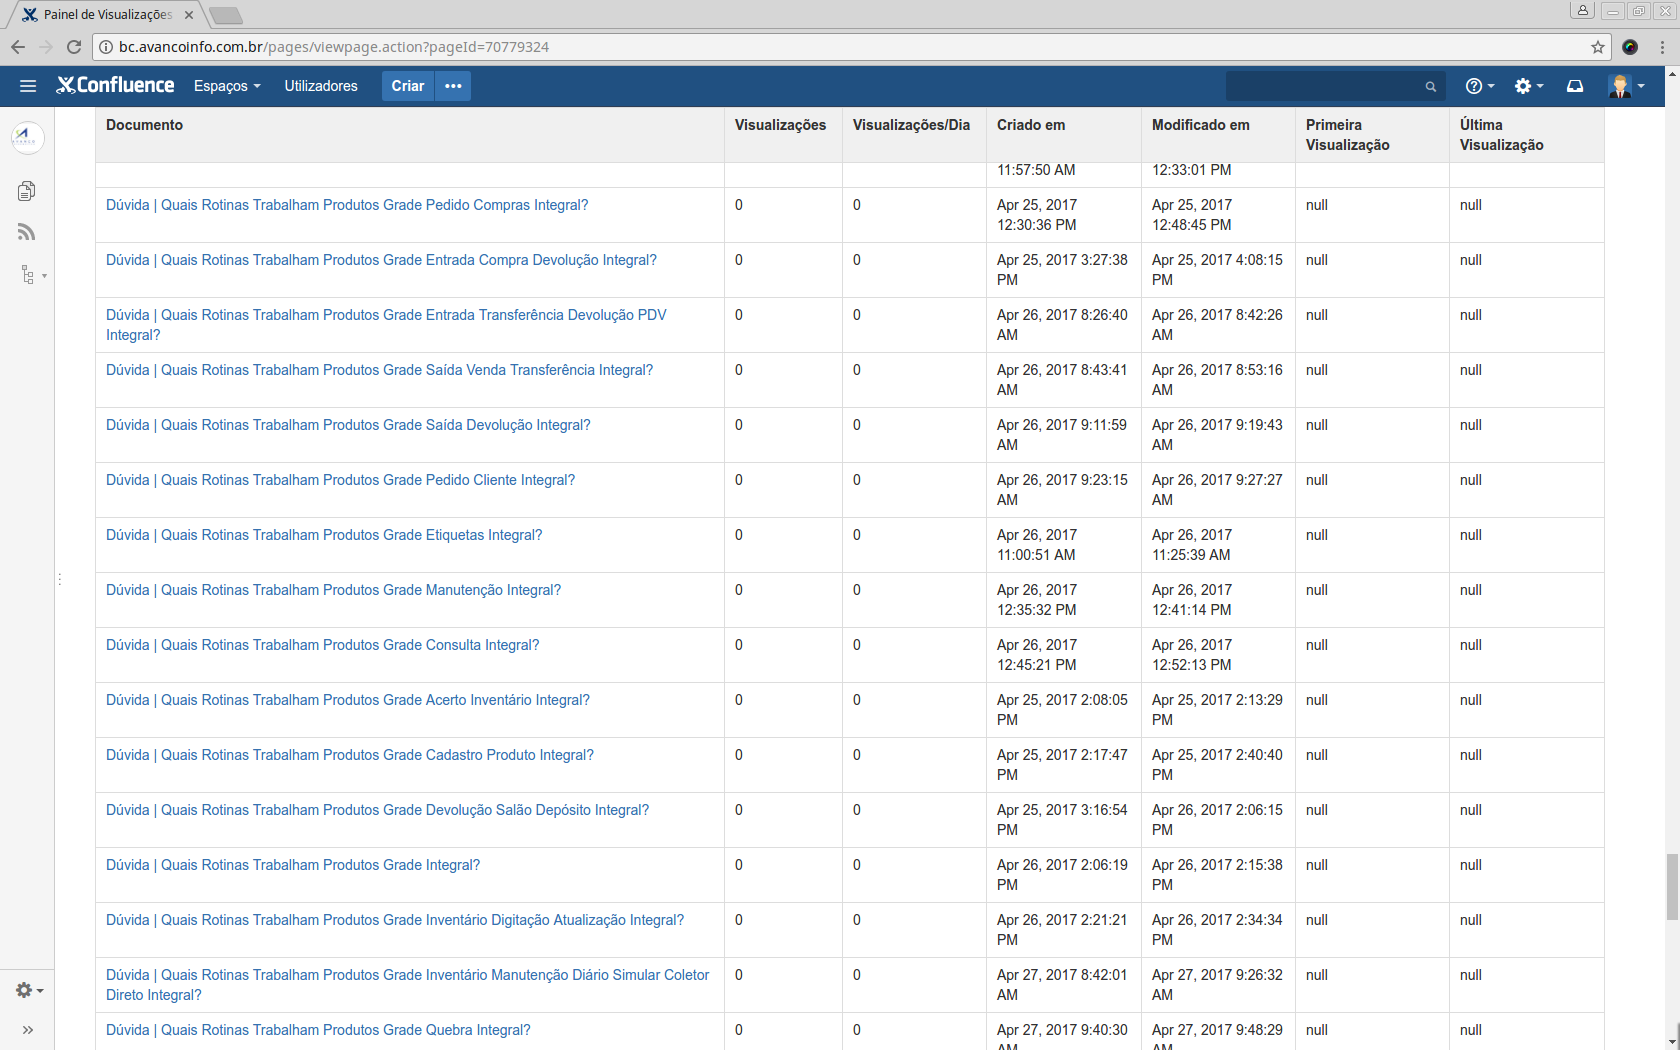 Painel de Visualizações
bc.avancoinfo.com.br/pages/viewpage.action?pageId=70779324
Confluence Espaços Utilizadores Criar
Documento Visualizações Visualizações/Dia Criado em Modificado em Primeira Visualização Última Visualização
11:57:50 AM 12:33:01 PM
Dúvida | Quais Rotinas Trabalham Produtos Grade Pedido Compras Integral? 0 0 Apr 25, 2017 12:30:36 PM Apr 25, 2017 12:48:45 PM null null
Dúvida | Quais Rotinas Trabalham Produtos Grade Entrada Compra Devolução Integral? 0 0 Apr 25, 2017 3:27:38 PM Apr 25, 2017 4:08:15 PM null null
Dúvida | Quais Rotinas Trabalham Produtos Grade Entrada Transferência Devolução PDV Integral? 0 0 Apr 26, 2017 8:26:40 AM Apr 26, 2017 8:42:26 AM null null
Dúvida | Quais Rotinas Trabalham Produtos Grade Saída Venda Transferência Integral? 0 0 Apr 26, 2017 8:43:41 AM Apr 26, 2017 8:53:16 AM null null
Dúvida | Quais Rotinas Trabalham Produtos Grade Saída Devolução Integral? 0 0 Apr 26, 2017 9:11:59 AM Apr 26, 2017 9:19:43 AM null null
Dúvida | Quais Rotinas Trabalham Produtos Grade Pedido Cliente Integral? 0 0 Apr 26, 2017 9:23:15 AM Apr 26, 2017 9:27:27 AM null null
Dúvida | Quais Rotinas Trabalham Produtos Grade Etiquetas Integral? 0 0 Apr 26, 2017 11:00:51 AM Apr 26, 2017 11:25:39 AM null null
Dúvida | Quais Rotinas Trabalham Produtos Grade Manutenção Integral? 0 0 Apr 26, 2017 12:35:32 PM Apr 26, 2017 12:41:14 PM null null
Dúvida | Quais Rotinas Trabalham Produtos Grade Consulta Integral? 0 0 Apr 26, 2017 12:45:21 PM Apr 26, 2017 12:52:13 PM null null
Dúvida | Quais Rotinas Trabalham Produtos Grade Acerto Inventário Integral? 0 0 Apr 25, 2017 2:08:05 PM Apr 25, 2017 2:13:29 PM null null
Dúvida | Quais Rotinas Trabalham Produtos Grade Cadastro Produto Integral? 0 0 Apr 25, 2017 2:17:47 PM Apr 25, 2017 2:40:40 PM null null
Dúvida | Quais Rotinas Trabalham Produtos Grade Devolução Salão Depósito Integral? 0 0 Apr 25, 2017 3:16:54 PM Apr 26, 2017 2:06:15 PM null null
Dúvida | Quais Rotinas Trabalham Produtos Grade Integral? 0 0 Apr 26, 2017 2:06:19 PM Apr 26, 2017 2:15:38 PM null null
Dúvida | Quais Rotinas Trabalham Produtos Grade Inventário Digitação Atualização Integral? 0 0 Apr 26, 2017 2:21:21 PM Apr 26, 2017 2:34:34 PM null null
Dúvida | Quais Rotinas Trabalham Produtos Grade Inventário Manutenção Diário Simular Coletor Direto Integral? 0 0 Apr 27, 2017 8:42:01 AM Apr 27, 2017 9:26:32 AM null null
Dúvida | Quais Rotinas Trabalham Produtos Grade Quebra Integral? 0 0 Apr 27, 2017 9:40:30 AM Apr 27, 2017 9:48:29 AM null null